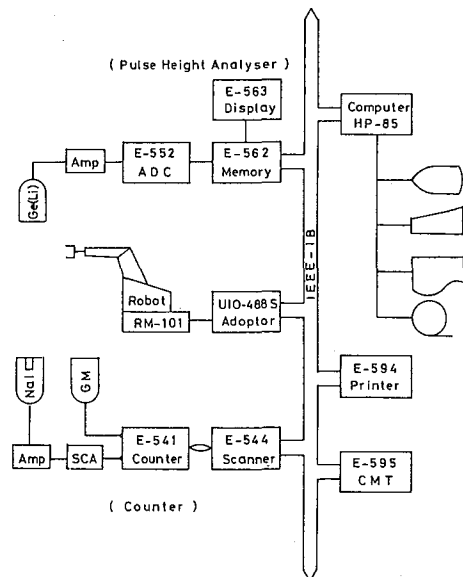 ( Pulse Height Analyser )
E-563
Display
Computer
HP-85
Amp
E-552
ADC
E-562
Memory
Ge(Li)
IEEE-IB
Robot
RM-101
UIO-488S
Adoptor
NaI
GM
E-594
Printer
Amp
SCA
E-541
Counter
E-544
Scanner
E-595
CMT
( Counter )